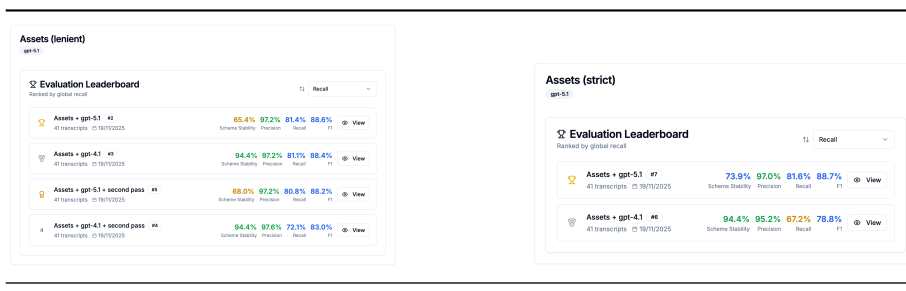 Assets (lenient)
gpt-5.1
Evaluation Leaderboard
Ranked by global recall
Recall
Assets + gpt-5.1 #2
41 transcripts 19/11/2025
65.4% 97.2% 81.4% 88.6%
Scheme Stability Precision Recall F1
View
Assets + gpt-4.1 #3
41 transcripts 19/11/2025
94.4% 97.2% 81.1% 88.4%
Scheme Stability Precision Recall F1
View
Assets + gpt-5.1 + second pass #5
41 transcripts 19/11/2025
68.0% 97.2% 80.8% 88.2%
Scheme Stability Precision Recall F1
View
4
Assets + gpt-4.1 + second pass #4
41 transcripts 19/11/2025
94.4% 97.6% 72.1% 83.0%
Scheme Stability Precision Recall F1
View
Assets (strict)
gpt-5.1
Evaluation Leaderboard
Ranked by global recall
Recall
Assets + gpt-5.1 #7
41 transcripts 19/11/2025
73.9% 97.0% 81.6% 88.7%
Scheme Stability Precision Recall F1
View
Assets + gpt-4.1 #6
41 transcripts 19/11/2025
94.4% 95.2% 67.2% 78.8%
Scheme Stability Precision Recall F1
View